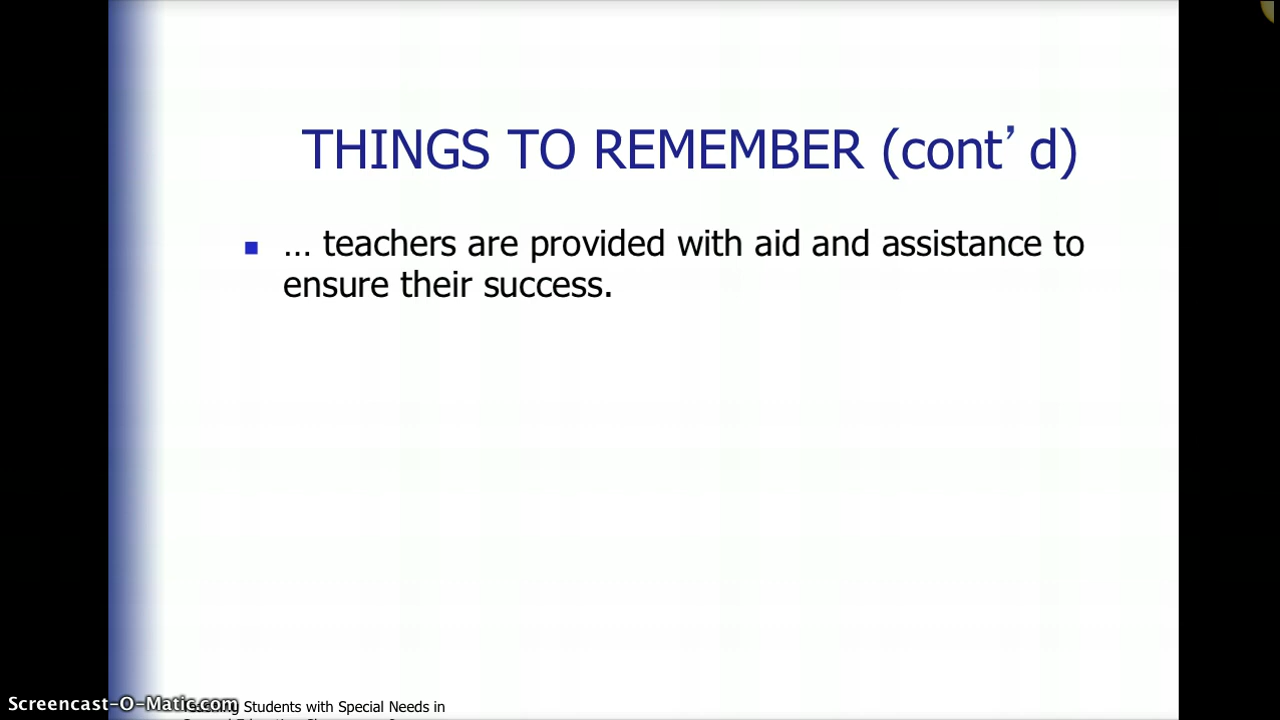 THINGS TO REMEMBER (cont’d)
■ … teachers are provided with aid and assistance to
ensure their success.
Screencast-O-Matic.com
Students with Special Needs in